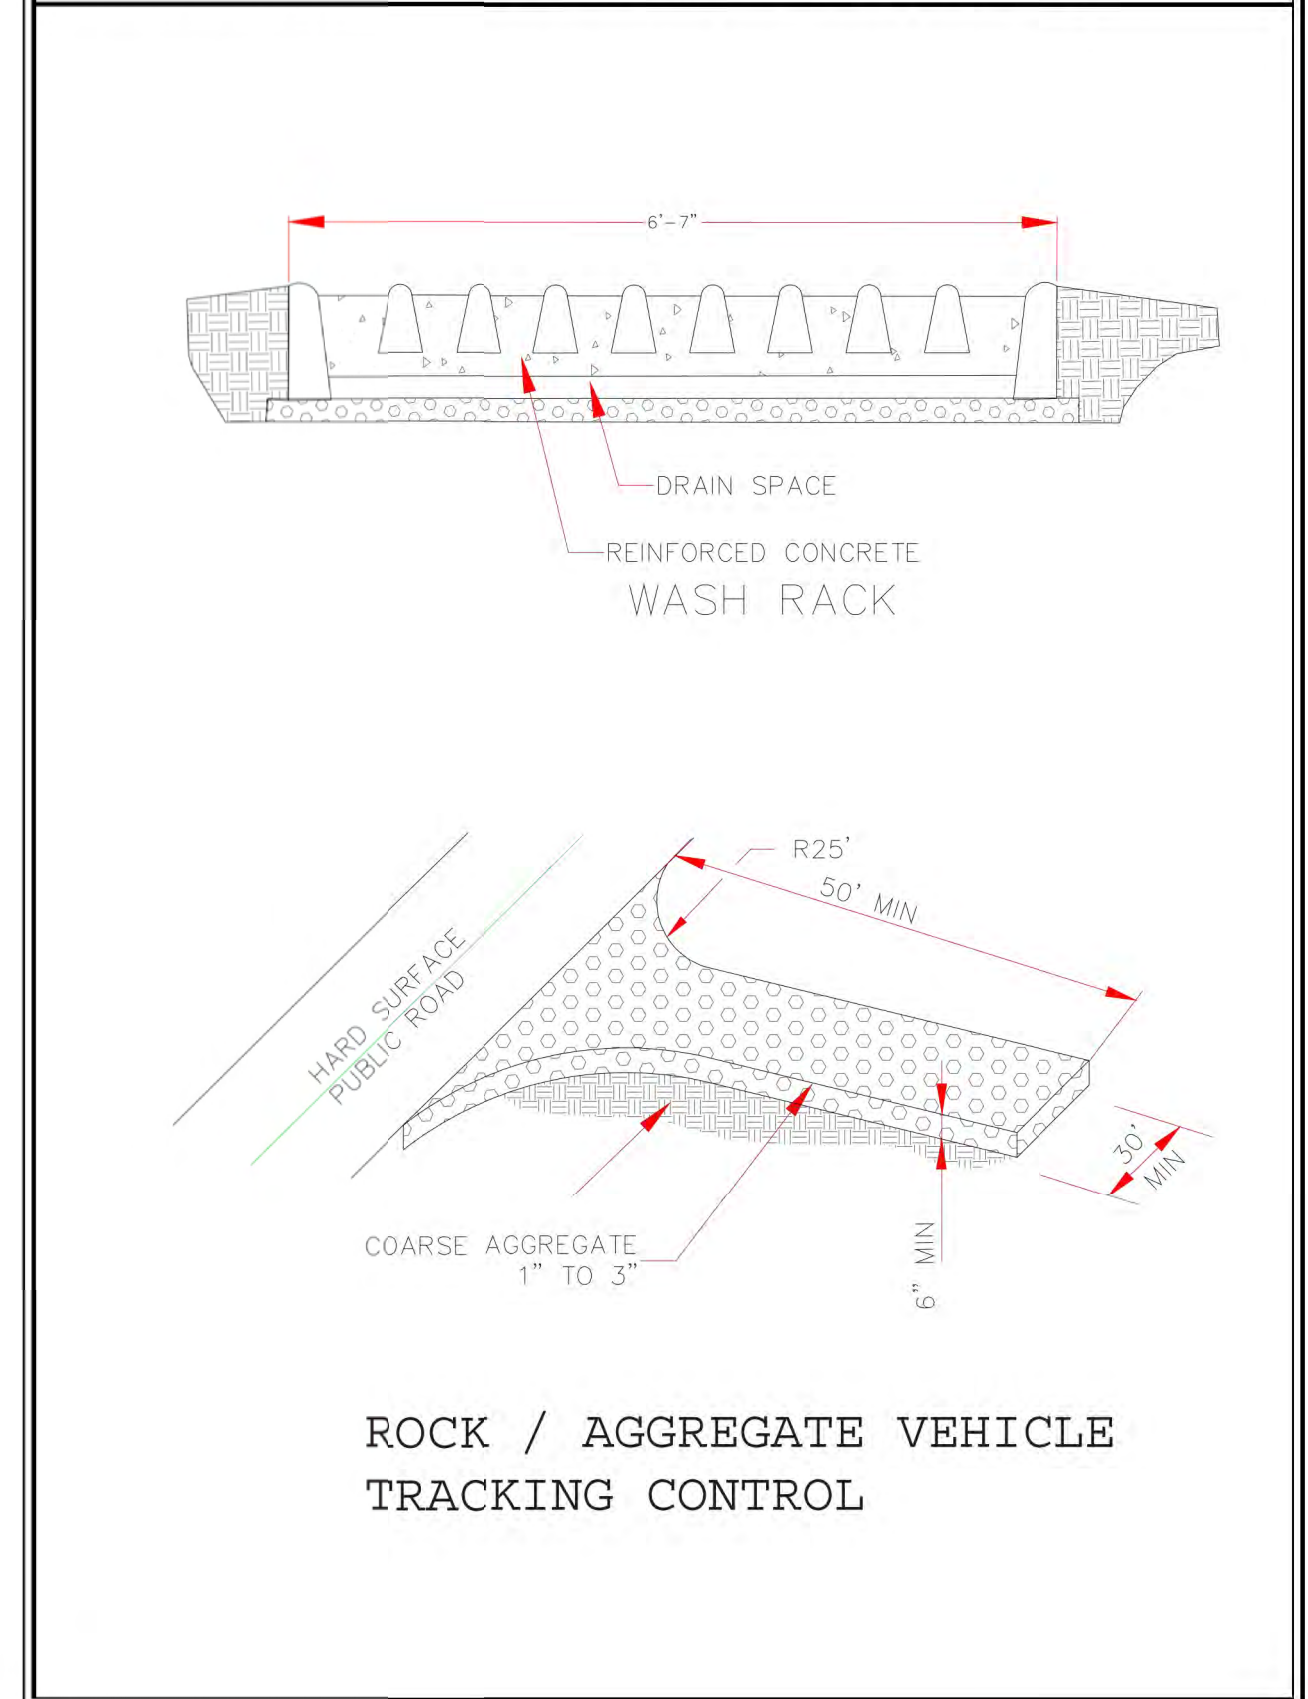 6'-7"
DRAIN SPACE
REINFORCED CONCRETE
WASH RACK
R25'
50' MIN
HARD SURFACE
PUBLIC ROAD
30'
MIN
COARSE AGGREGATE
1" TO 3"
6" MIN
ROCK / AGGREGATE VEHICLE
TRACKING CONTROL